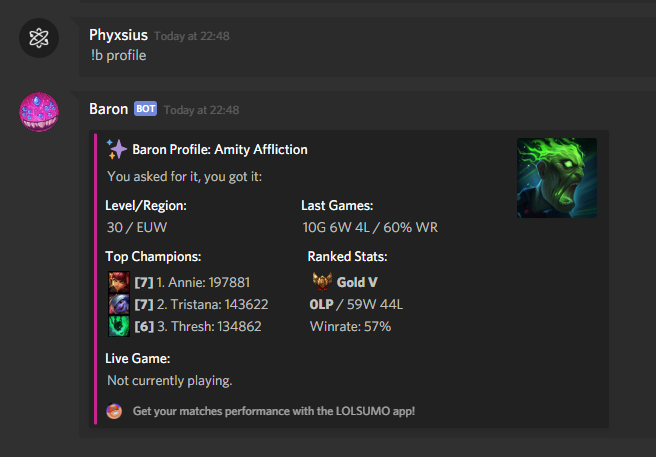 Phyxsius Today at 22:48
!b profile
Baron BOT Today at 22:48
Baron Profile: Amity Affliction
You asked for it, you got it:
Level/Region: Last Games:
30 / EUW 10G 6W 4L / 60% WR
Top Champions: Ranked Stats:
[7] 1. Annie: 197881 Gold V
[7] 2. Tristana: 143622 0LP / 59W 44L
[6] 3. Thresh: 134862 Winrate: 57%
Live Game:
Not currently playing.
Get your matches performance with the LOLSUMO app!